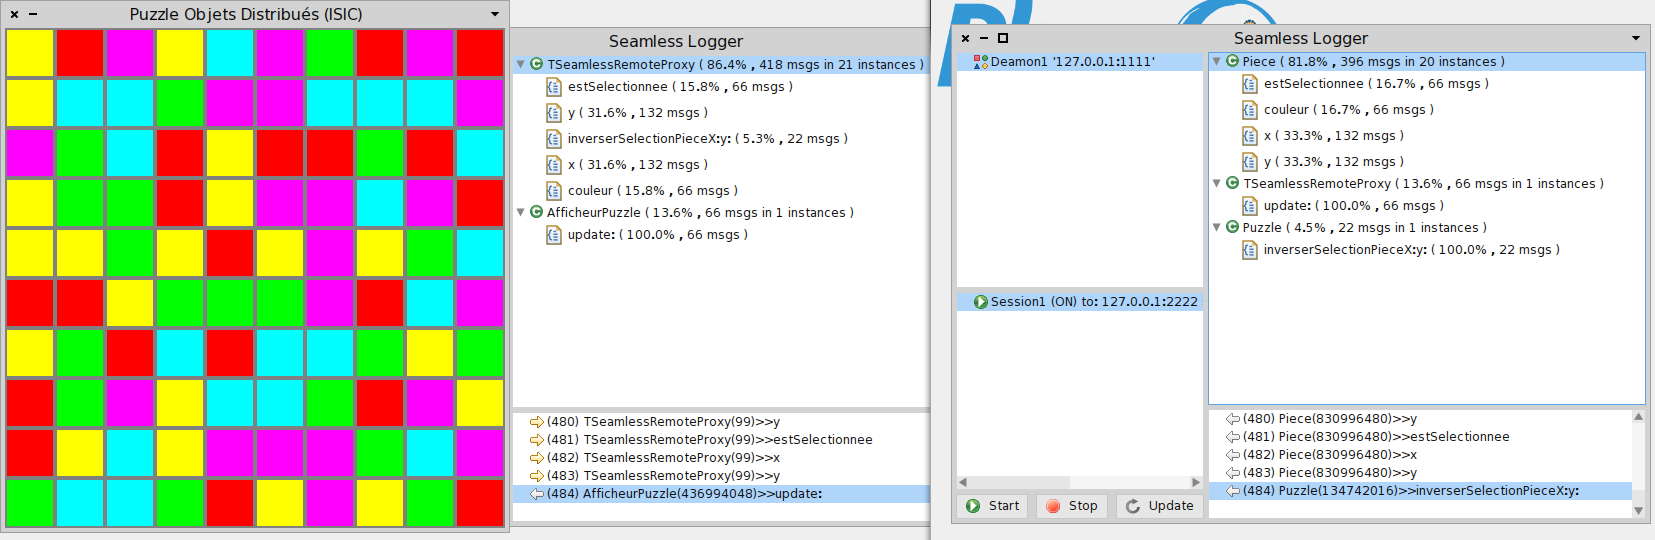 Puzzle Objets Distribués (ISIC)
Seamless Logger
TSeamlessRemoteProxy ( 86.4% , 418 msgs in 21 instances )
estSelectionnee ( 15.8% , 66 msgs )
y ( 31.6% , 132 msgs )
inverserSelectionPieceX:y: ( 5.3% , 22 msgs )
x ( 31.6% , 132 msgs )
couleur ( 15.8% , 66 msgs )
AfficheurPuzzle ( 13.6% , 66 msgs in 1 instances )
update: ( 100.0% , 66 msgs )
(480) TSeamlessRemoteProxy(99)>>y
(481) TSeamlessRemoteProxy(99)>>estSelectionnee
(482) TSeamlessRemoteProxy(99)>>x
(483) TSeamlessRemoteProxy(99)>>y
(484) AfficheurPuzzle(436994048)>>update:
Seamless Logger
Deamon1 '127.0.0.1:1111'
Session1 (ON) to: 127.0.0.1:2222
Start Stop Update
Piece ( 81.8% , 396 msgs in 20 instances )
estSelectionnee ( 16.7% , 66 msgs )
couleur ( 16.7% , 66 msgs )
x ( 33.3% , 132 msgs )
y ( 33.3% , 132 msgs )
TSeamlessRemoteProxy ( 13.6% , 66 msgs in 1 instances )
update: ( 100.0% , 66 msgs )
Puzzle ( 4.5% , 22 msgs in 1 instances )
inverserSelectionPieceX:y: ( 100.0% , 22 msgs )
(480) Piece(830996480)>>y
(481) Piece(830996480)>>estSelectionnee
(482) Piece(830996480)>>x
(483) Piece(830996480)>>y
(484) Puzzle(134742016)>>inverserSelectionPieceX:y: